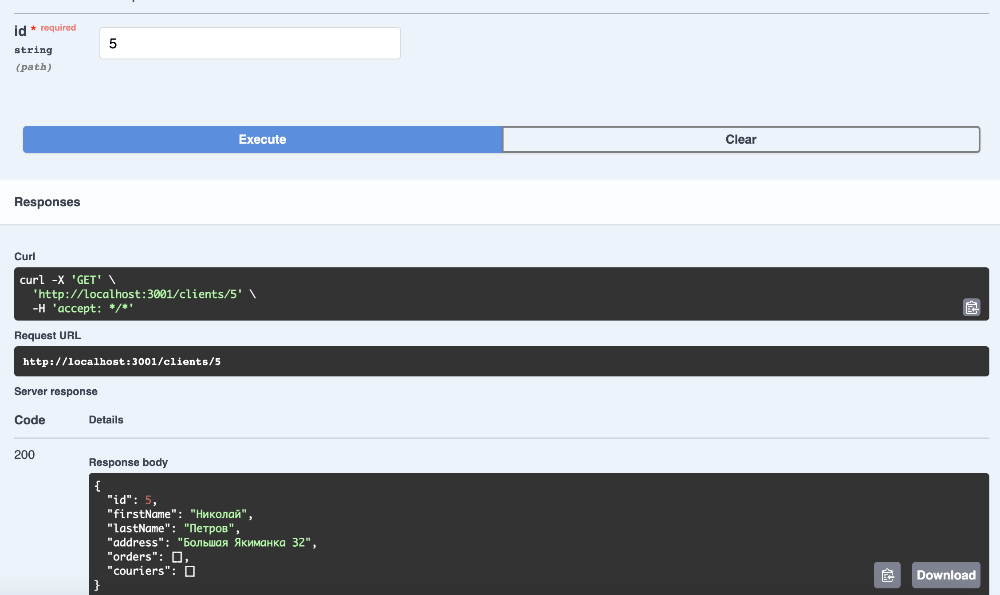 id * required
string
(path)
5
Execute
Clear
Responses
Curl
curl -X 'GET' \
'http://localhost:3001/clients/5' \
-H 'accept: */*'
Request URL
http://localhost:3001/clients/5
Server response
Code Details
200
Response body
{
"id": 5,
"firstName": "Николай",
"lastName": "Петров",
"address": "Большая Якиманка 32",
"orders": [],
"couriers": []
}
Download